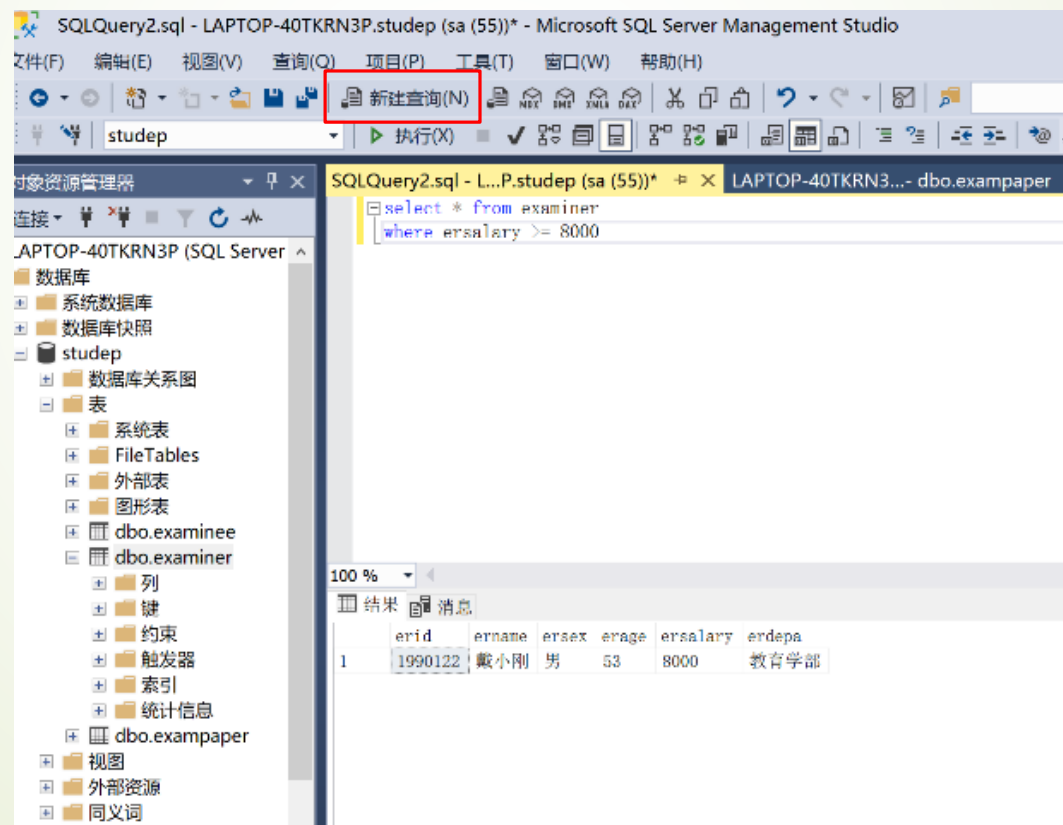 SQLQuery2.sql - LAPTOP-40TKRN3P.studep (sa (55))* - Microsoft SQL Server Management Studio
文件(F) 编辑(E) 视图(V) 查询(Q) 项目(P) 工具(T) 窗口(W) 帮助(H)
新建查询(N) MDX DMX XMLA DAX
studep 执行(X)
对象资源管理器
SQLQuery2.sql - L...P.studep (sa (55))* LAPTOP-40TKRN3...- dbo.exampaper
select * from examiner
where ersalary >= 8000
连接
LAPTOP-40TKRN3P (SQL Server
数据库
系统数据库
数据库快照
studep
数据库关系图
表
系统表
FileTables
外部表
图形表
dbo.examinee
dbo.examiner
列
键
约束
触发器
索引
统计信息
dbo.exampaper
视图
外部资源
同义词
100 %
结果 消息
erid ername ersex erage ersalary erdepa
1 1990122 戴小刚 男 53 8000 教育学部